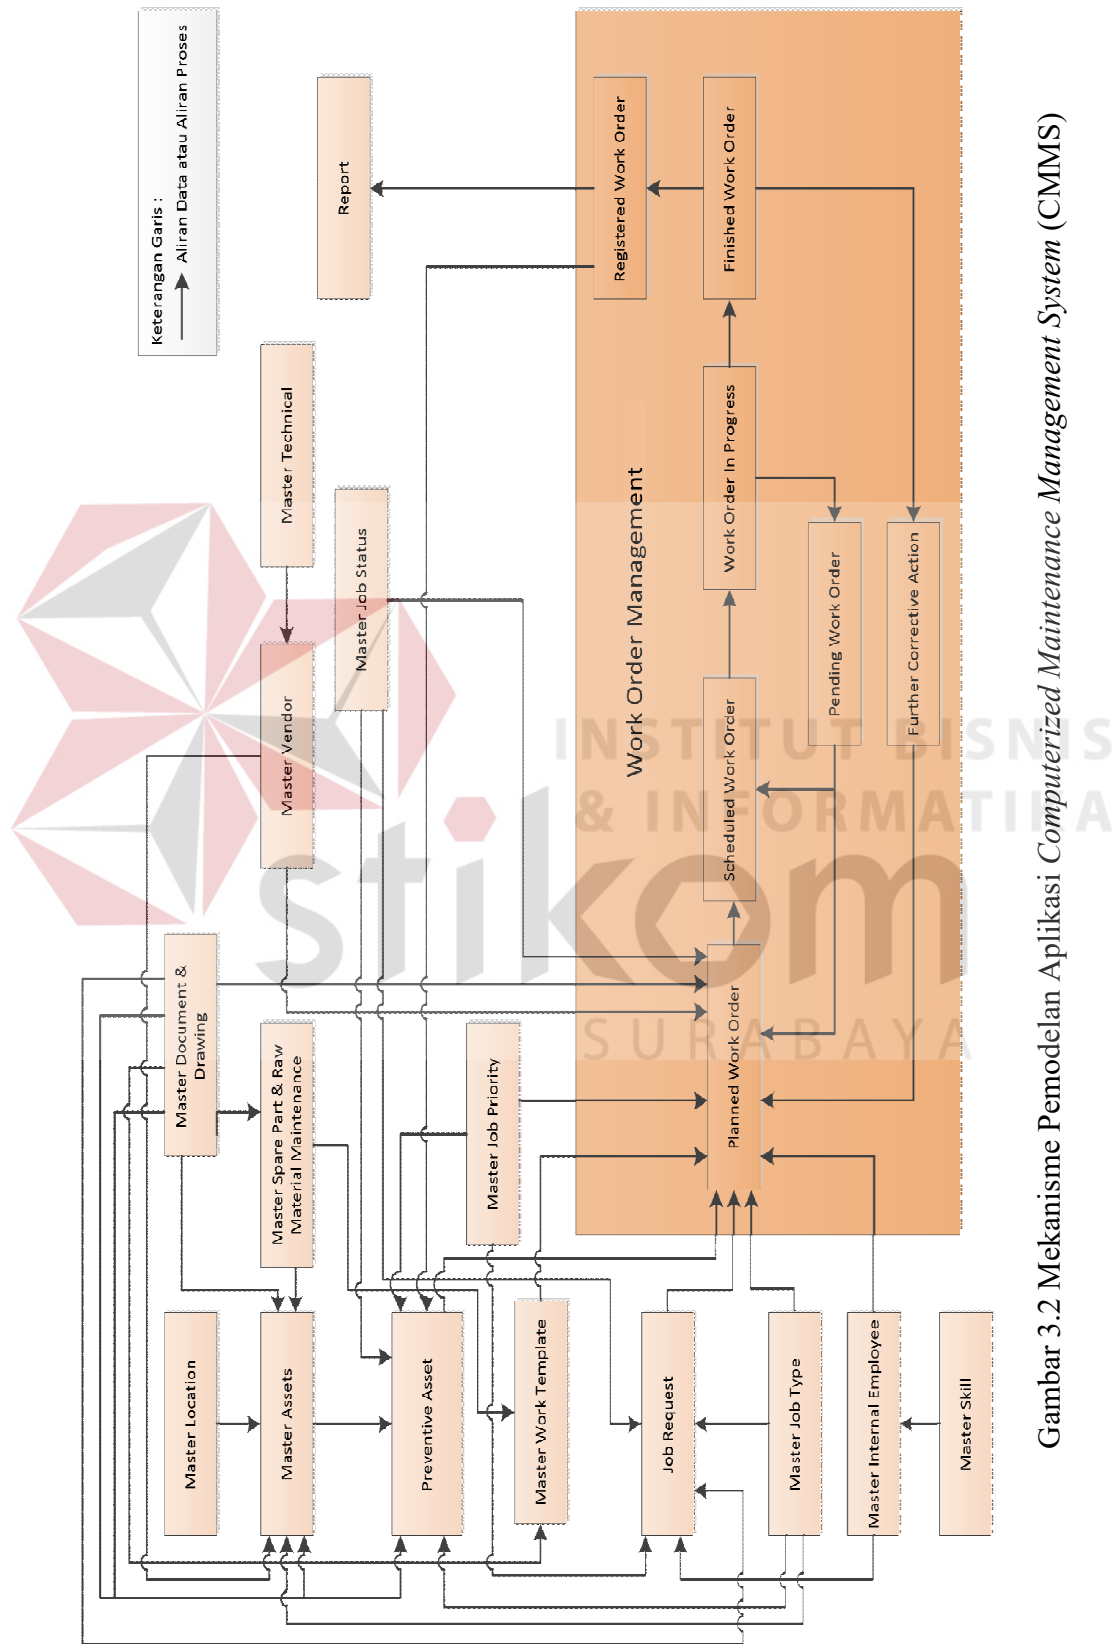 Keterangan Garis :
Aliran Data atau Aliran Proses
Master Document &
Drawing
Master Location
Master Spare Part & Raw
Material Maintenance
Master Vendor
Master Technical
Master Assets
Report
Master Job Status
Preventive Asset
Master Job Priority
Master Work Template
Work Order Management
Registered Work Order
Job Request
Planned Work Order
Scheduled Work Order
Work Order In Progress
Finished Work Order
Master Job Type
Pending Work Order
Master Internal Employee
Further Corrective Action
Master Skill
INSTITUT BISNIS
& INFORMATIKA
stikom
SURABAYA
Gambar 3.2 Mekanisme Pemodelan Aplikasi Computerized Maintenance Management System (CMMS)